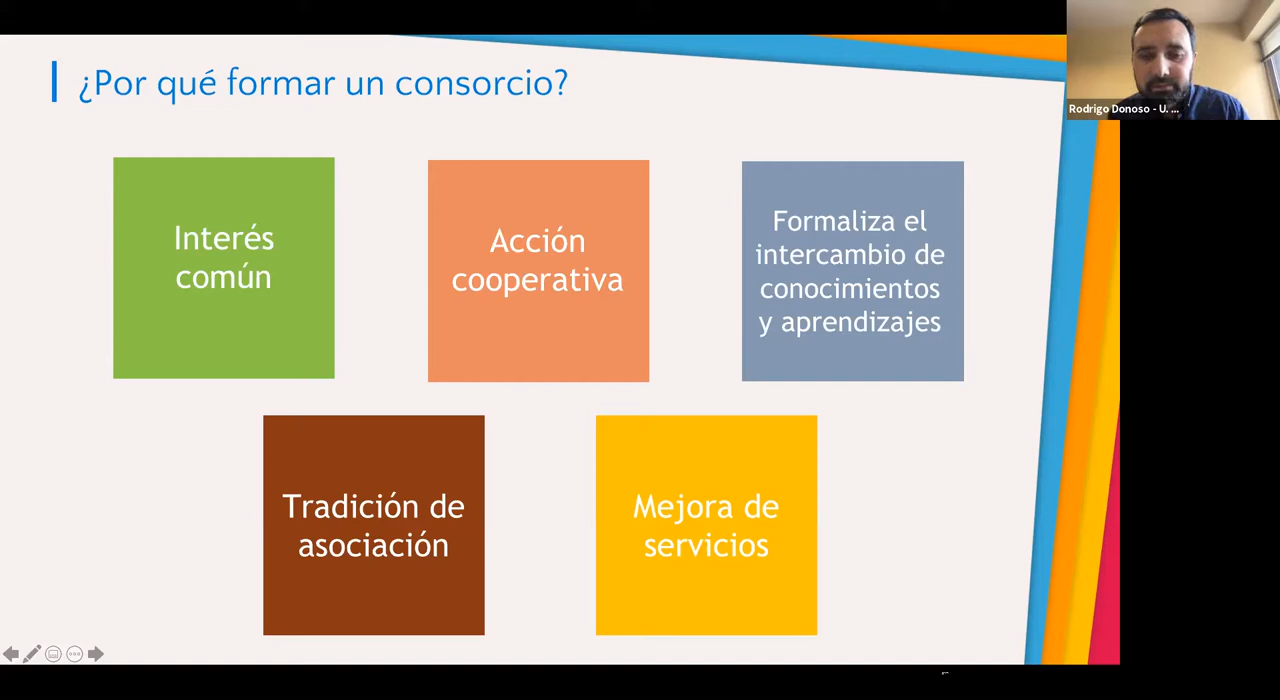 ¿Por qué formar un consorcio?
Rodrigo Donoso - U. ...
Interés
común
Acción
cooperativa
Formaliza el
intercambio de
conocimientos
y aprendizajes
Tradición de
asociación
Mejora de
servicios